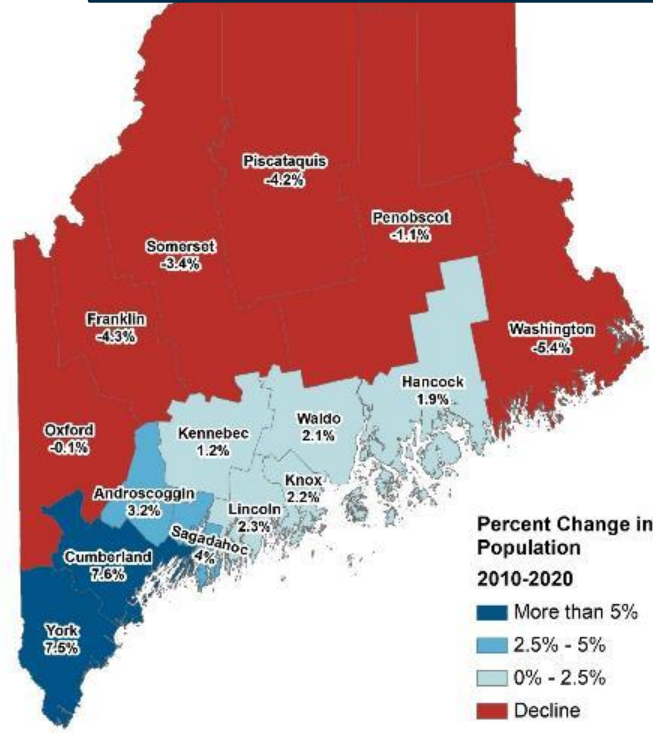 Piscataquis
-4.2%
Penobscot
-1.1%
Somerset
-3.4%
Franklin
-4.3%
Washington
-5.4%
Hancock
1.9%
Oxford
-0.1%
Kennebec
1.2%
Waldo
2.1%
Androscoggin
3.2%
Knox
2.2%
Lincoln
2.3%
Sagadahoc
4%
Cumberland
7.6%
York
7.5%
Percent Change in
Population
2010-2020
More than 5%
2.5% - 5%
0% - 2.5%
Decline